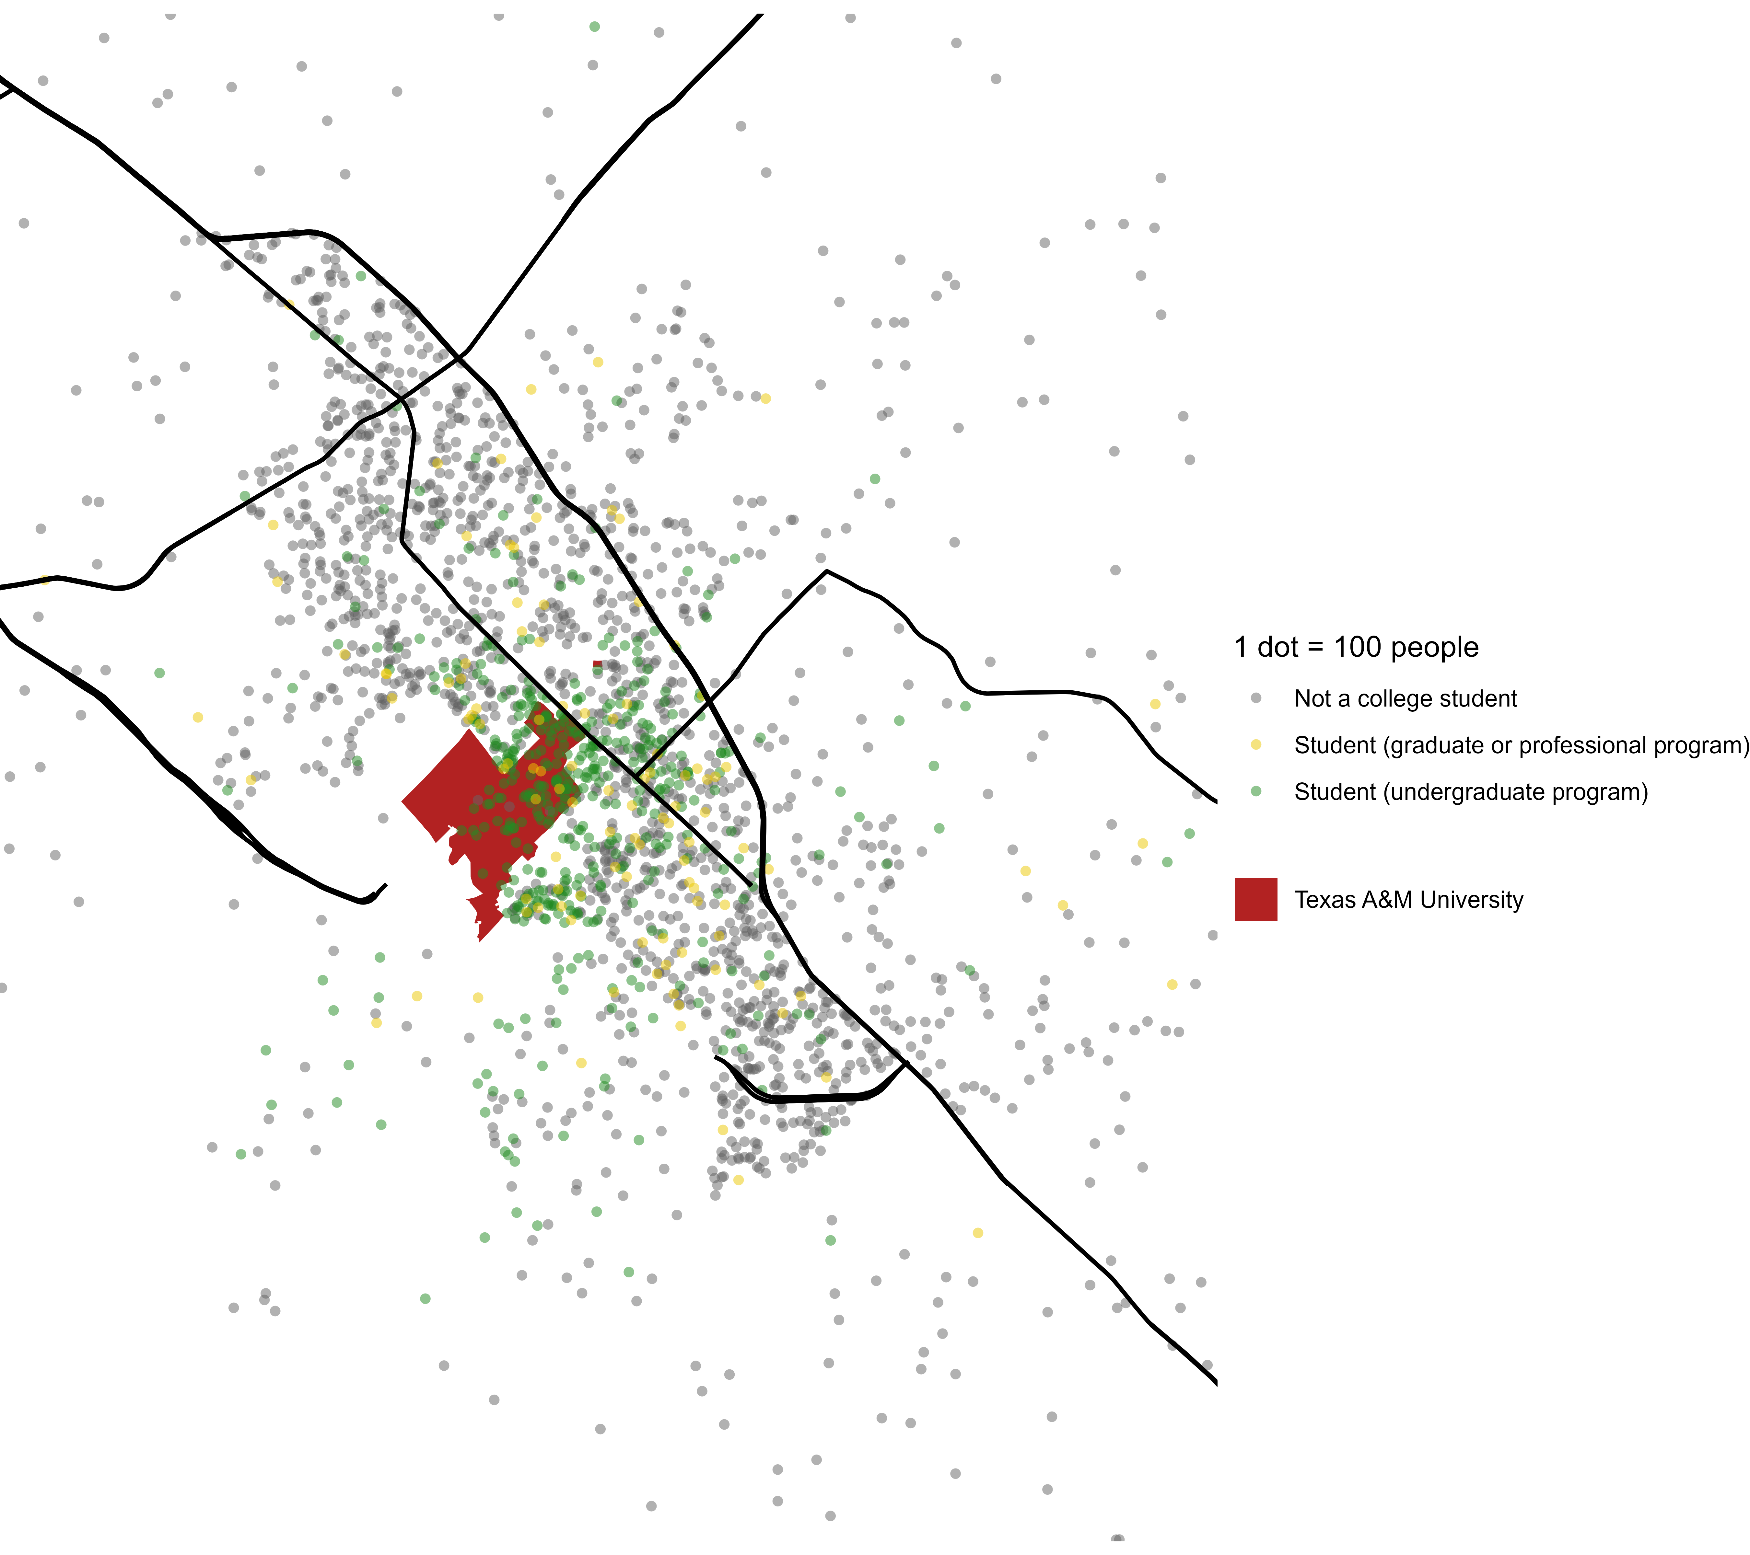 1 dot = 100 people
Not a college student
Student (graduate or professional program)
Student (undergraduate program)
Texas A&M University